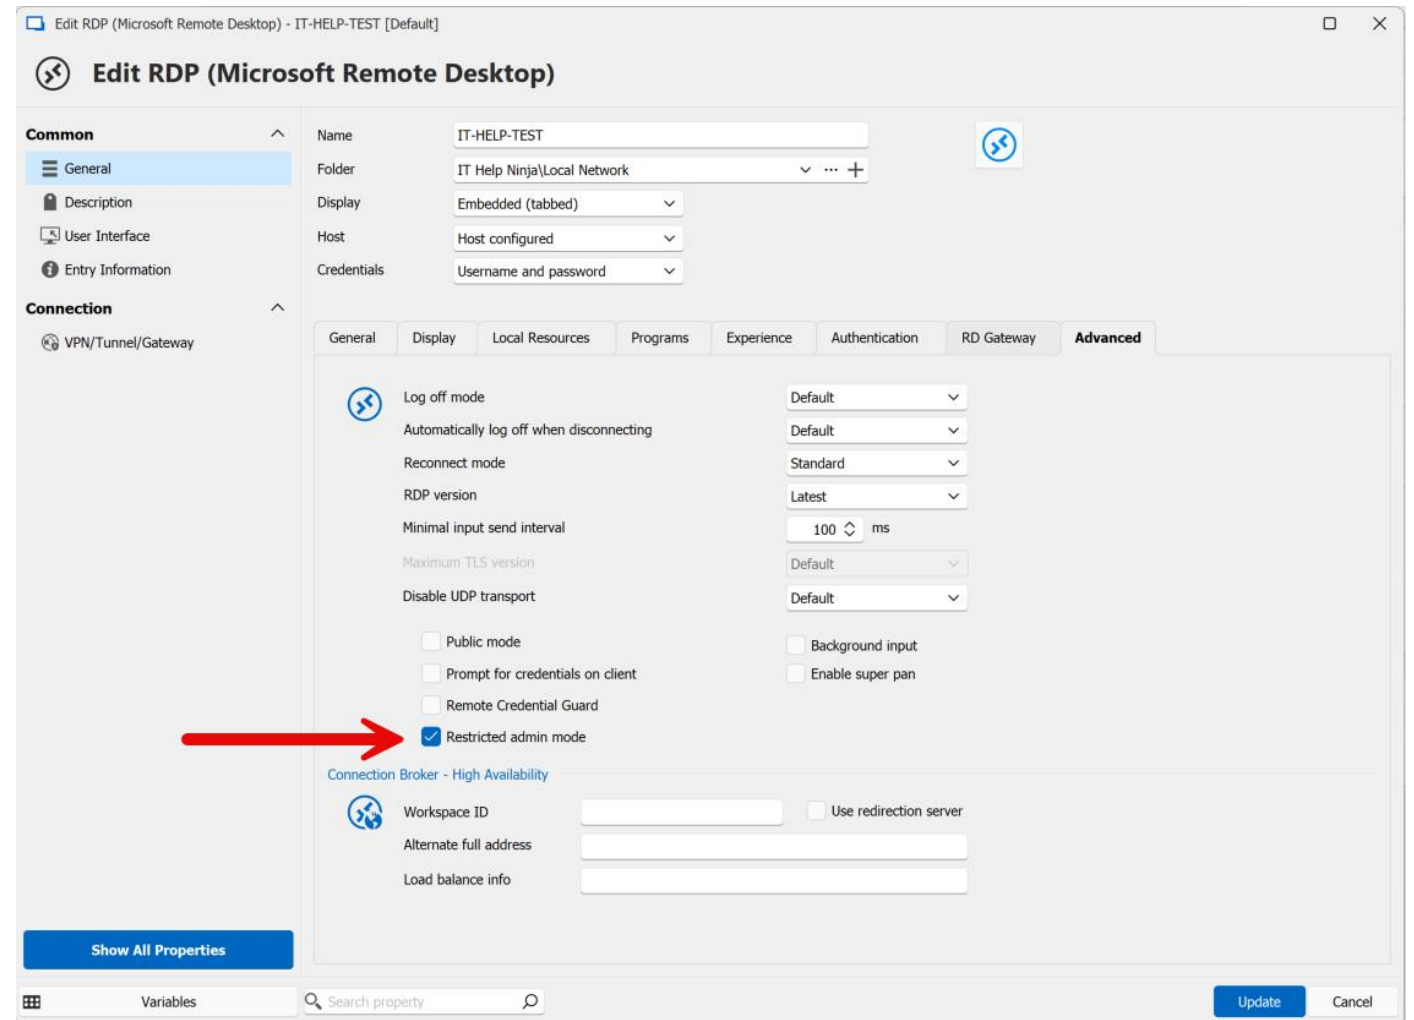 Edit RDP (Microsoft Remote Desktop) - IT-HELP-TEST [Default]
Edit RDP (Microsoft Remote Desktop)
Common
General
Description
User Interface
Entry Information
Connection
VPN/Tunnel/Gateway
Name IT-HELP-TEST
Folder IT Help Ninja\Local Network
Display Embedded (tabbed)
Host Host configured
Credentials Username and password
General Display Local Resources Programs Experience Authentication RD Gateway Advanced
Log off mode Default
Automatically log off when disconnecting Default
Reconnect mode Standard
RDP version Latest
Minimal input send interval 100 ms
Maximum TLS version Default
Disable UDP transport Default
Public mode Background input
Prompt for credentials on client Enable super pan
Remote Credential Guard
Restricted admin mode
Connection Broker - High Availability
Workspace ID Use redirection server
Alternate full address
Load balance info
Show All Properties
Variables Search property Update Cancel